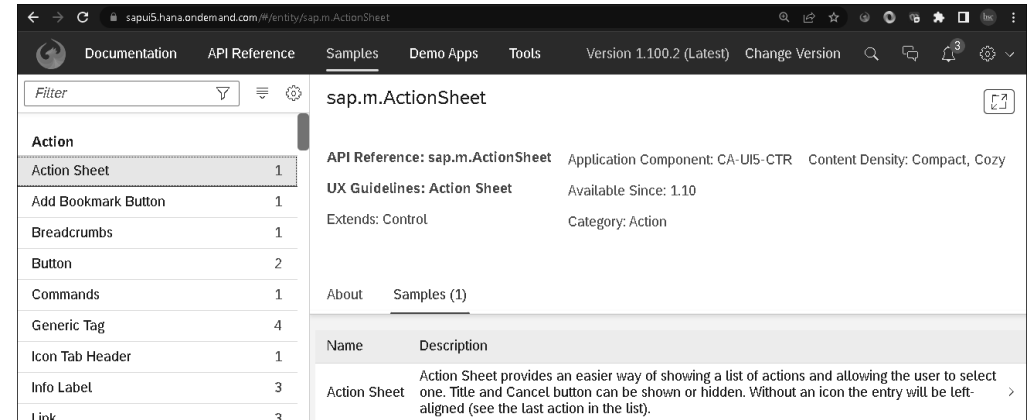 sapui5.hana.ondemand.com/#/entity/sap.m.ActionSheet
Documentation API Reference Samples Demo Apps Tools Version 1.100.2 (Latest) Change Version 3
Filter
sap.m.ActionSheet
Action
Action Sheet 1
Add Bookmark Button 1
Breadcrumbs 1
Button 2
Commands 1
Generic Tag 4
Icon Tab Header 1
Info Label 3
Link 3
API Reference: sap.m.ActionSheet Application Component: CA-UI5-CTR Content Density: Compact, Cozy
UX Guidelines: Action Sheet Available Since: 1.10
Extends: Control Category: Action
About Samples (1)
Name Description
Action Sheet Action Sheet provides an easier way of showing a list of actions and allowing the user to select
one. Title and Cancel button can be shown or hidden. Without an icon the entry will be left-
aligned (see the last action in the list).